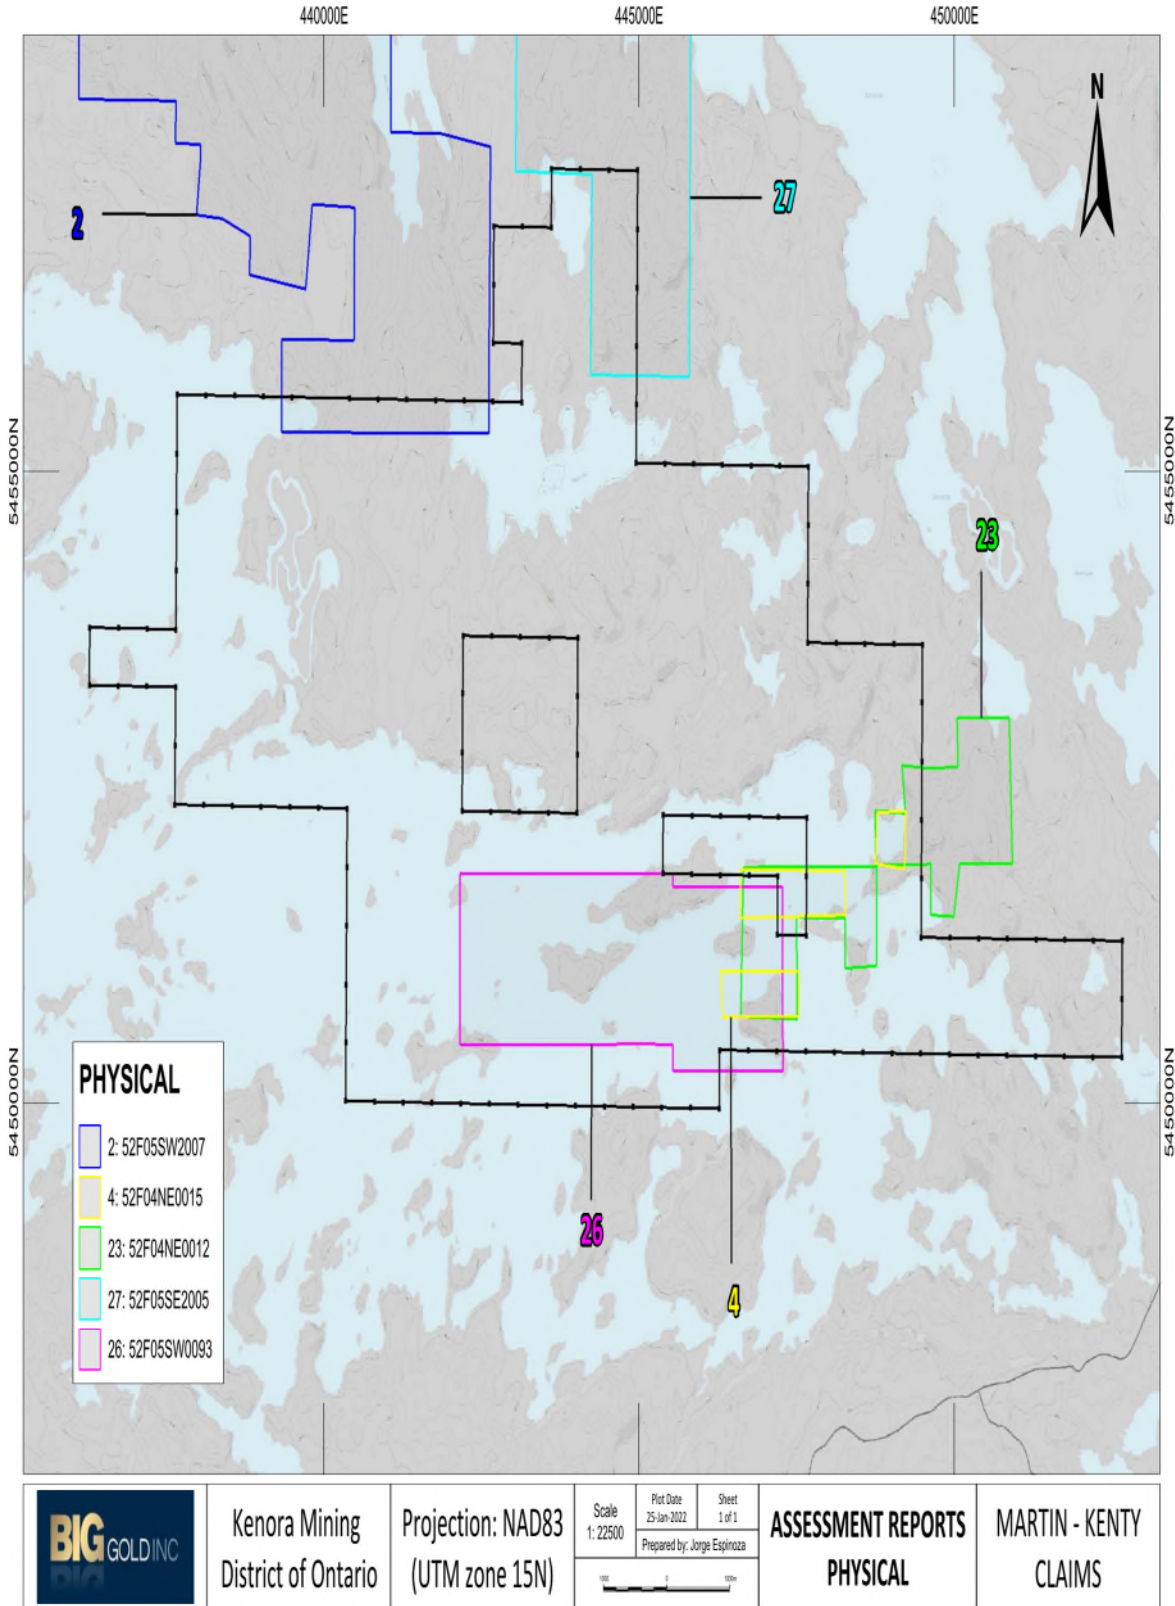 440000E
445000E
450000E
N
27
2
5455000N
5455000N
23
5450000N
5450000N
PHYSICAL
2: 52F05SW2007
4: 52F04NE0015
23: 52F04NE0012
27: 52F05SE2005
26: 52F05SW0093
26
4
BIG GOLD INC
Kenora Mining
District of Ontario
Projection: NAD83
(UTM zone 15N)
Scale
1: 22500
Plot Date
25-Jan-2022
Sheet
1 of 1
Prepared by: Jorge Espinoza
1000 0 1000m
ASSESSMENT REPORTS
PHYSICAL
MARTIN - KENTY
CLAIMS